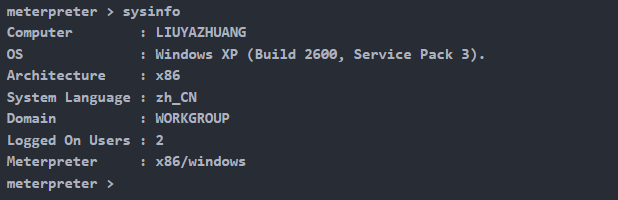 meterpreter > sysinfo
Computer        : LIUYAZHUANG
OS              : Windows XP (Build 2600, Service Pack 3).
Architecture    : x86
System Language : zh_CN
Domain          : WORKGROUP
Logged On Users : 2
Meterpreter     : x86/windows
meterpreter >